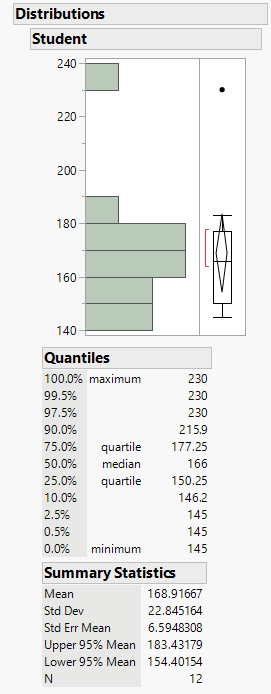 Distributions
Student
240
220
200
180
160
140
Quantiles
100.0% maximum 230
99.5% 230
97.5% 230
90.0% 215.9
75.0% quartile 177.25
50.0% median 166
25.0% quartile 150.25
10.0% 146.2
2.5% 145
0.5% 145
0.0% minimum 145
Summary Statistics
Mean 168.91667
Std Dev 22.845164
Std Err Mean 6.5948308
Upper 95% Mean 183.43179
Lower 95% Mean 154.40154
N 12